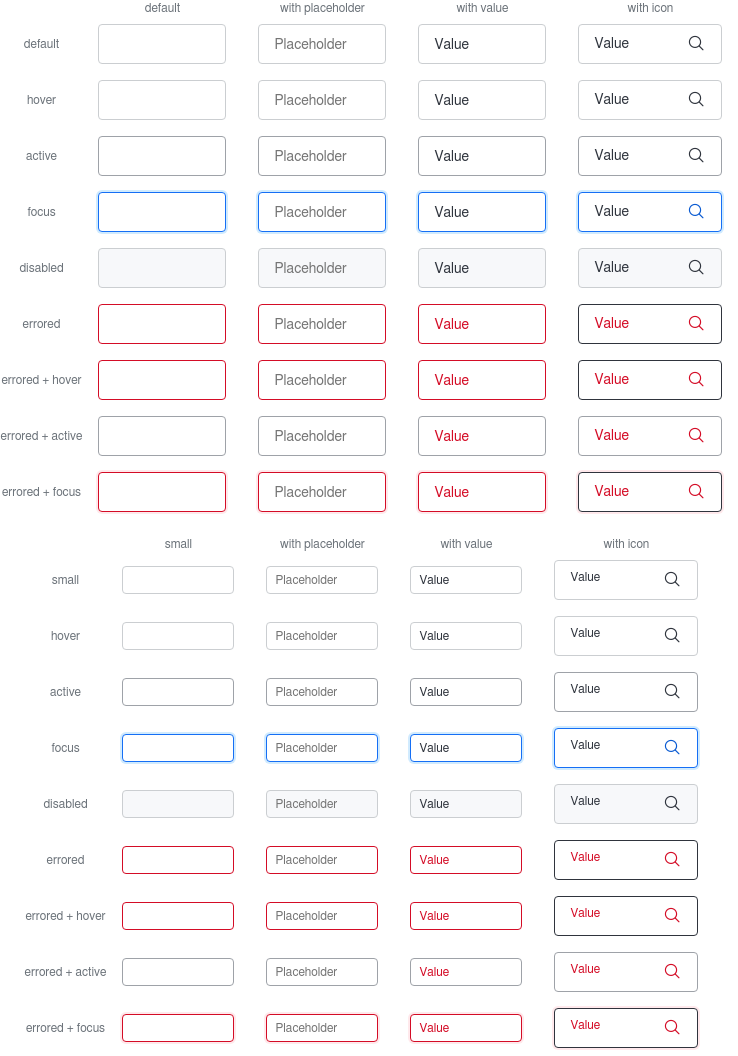 default with placeholder with value with icon
default Placeholder Value Value
hover Placeholder Value Value
active Placeholder Value Value
focus Placeholder Value Value
disabled Placeholder Value Value
errored Placeholder Value Value
errored + hover Placeholder Value Value
errored + active Placeholder Value Value
errored + focus Placeholder Value Value
small with placeholder with value with icon
small Placeholder Value Value
hover Placeholder Value Value
active Placeholder Value Value
focus Placeholder Value Value
disabled Placeholder Value Value
errored Placeholder Value Value
errored + hover Placeholder Value Value
errored + active Placeholder Value Value
errored + focus Placeholder Value Value